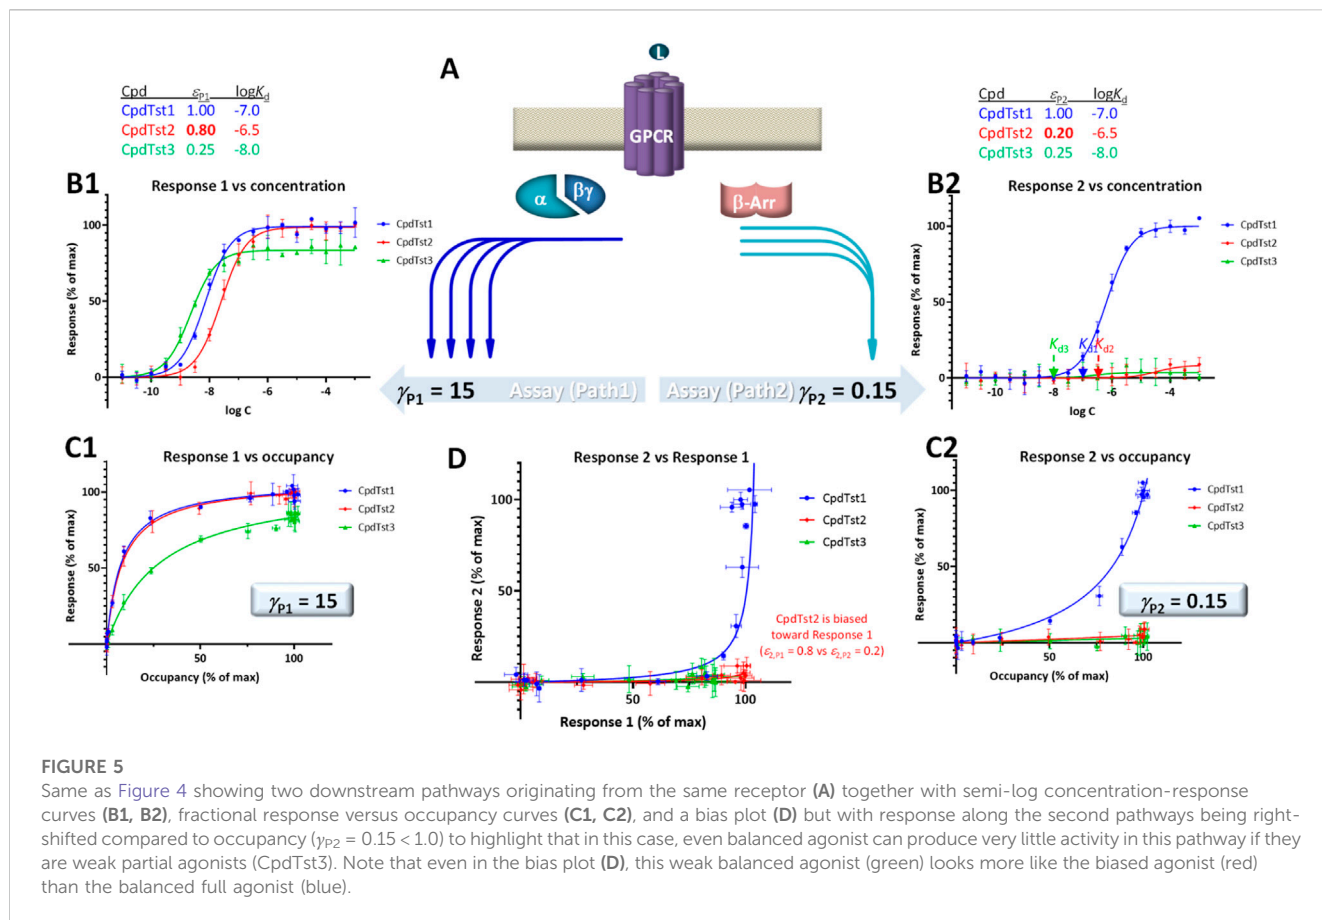 A
L
GPCR
α
βγ
β-Arr
Cpd εP1 logKd
CpdTst1 1.00 -7.0
CpdTst2 0.80 -6.5
CpdTst3 0.25 -8.0
Cpd εP2 logKd
CpdTst1 1.00 -7.0
CpdTst2 0.20 -6.5
CpdTst3 0.25 -8.0
B1
Response 1 vs concentration
Response (% of max)
100
50
0
-10 -8 -6 -4
log C
CpdTst1
CpdTst2
CpdTst3
γP1 = 15 Assay (Path1)
Assay (Path2) γP2 = 0.15
B2
Response 2 vs concentration
Response (% of max)
100
50
0
Kd3 Kd1 Kd2
-10 -8 -6 -4
log C
CpdTst1
CpdTst2
CpdTst3
C1
Response 1 vs occupancy
Response (% of max)
100
50
50 100
Occupancy (% of max)
CpdTst1
CpdTst2
CpdTst3
γP1 = 15
D
Response 2 vs Response 1
Response 2 (% of max)
100
50
50 100
Response 1 (% of max)
CpdTst1
CpdTst2
CpdTst3
CpdTst2 is biased
toward Response 1
(ε2,P1 = 0.8 vs ε2,P2 = 0.2)
C2
Response 2 vs occupancy
Response (% of max)
100
50
0
50 100
Occupancy (% of max)
CpdTst1
CpdTst2
CpdTst3
γP2 = 0.15
FIGURE 5
Same as Figure 4 showing two downstream pathways originating from the same receptor (A) together with semi-log concentration-response
curves (B1, B2), fractional response versus occupancy curves (C1, C2), and a bias plot (D) but with response along the second pathways being right-
shifted compared to occupancy (γP2 = 0.15 < 1.0) to highlight that in this case, even balanced agonist can produce very little activity in this pathway if they
are weak partial agonists (CpdTst3). Note that even in the bias plot (D), this weak balanced agonist (green) looks more like the biased agonist (red)
than the balanced full agonist (blue).